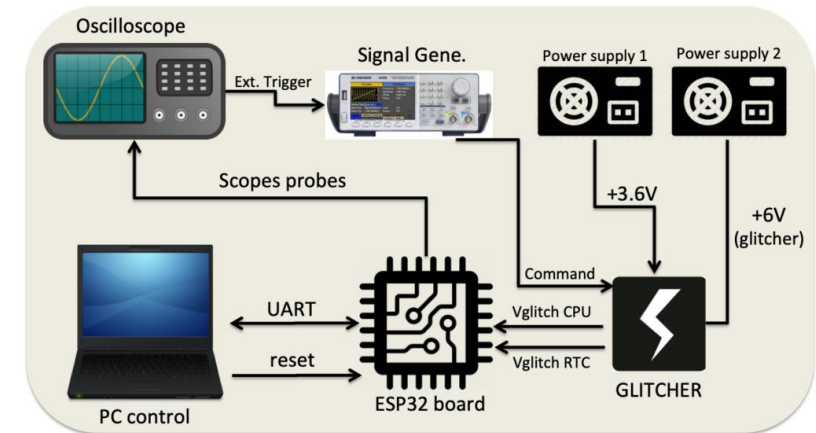 Oscilloscope
Signal Gene.
Power supply 1
Power supply 2
Ext. Trigger
Scopes probes
+3.6V
+6V
(glitcher)
Command
UART
Vglitch CPU
reset
Vglitch RTC
GLITCHER
ESP32 board
PC control